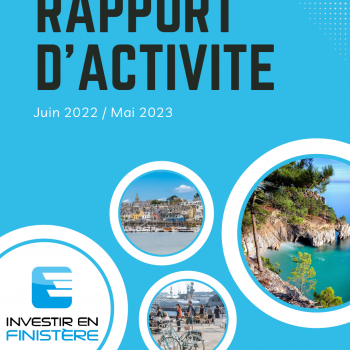 RAPPORT
D'ACTIVITE
Juin 2022 / Mai 2023
INVESTIR EN
FINISTÈRE